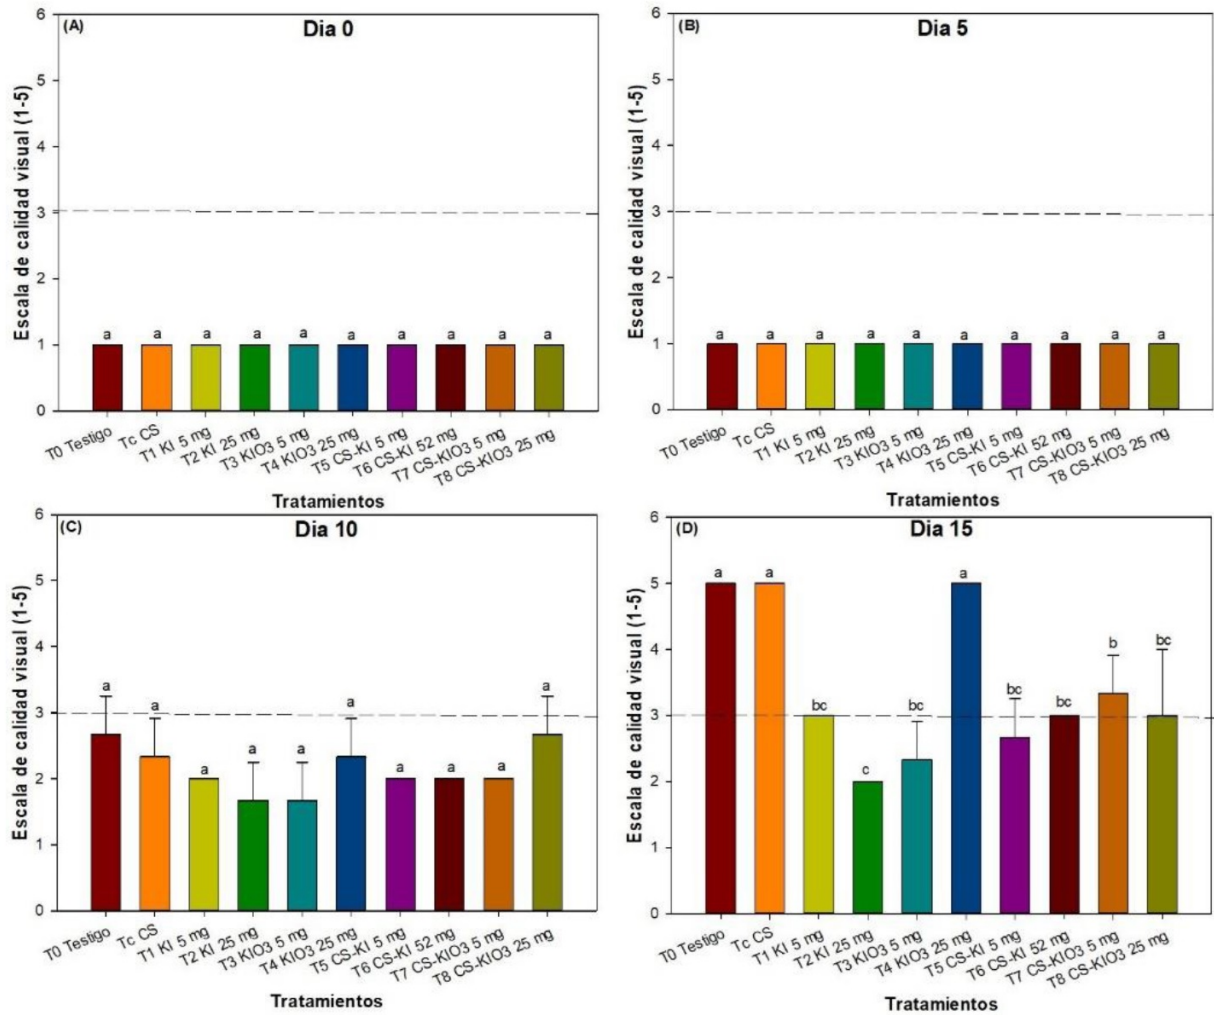 (A)
Dia 0
Escala de calidad visual (1-5)
6
5
4
3
2
1
0
a a a a a a a a a a
T0 Testigo
Tc CS
T1 KI 5 mg
T2 KI 25 mg
T3 KIO3 5 mg
T4 KIO3 25 mg
T5 CS-KI 5 mg
T6 CS-KI 52 mg
T7 CS-KIO3 5 mg
T8 CS-KIO3 25 mg
Tratamientos
(B)
Dia 5
Escala de calidad visual (1-5)
6
5
4
3
2
1
0
a a a a a a a a a a
T0 Testigo
Tc CS
T1 KI 5 mg
T2 KI 25 mg
T3 KIO3 5 mg
T4 KIO3 25 mg
T5 CS-KI 5 mg
T6 CS-KI 52 mg
T7 CS-KIO3 5 mg
T8 CS-KIO3 25 mg
Tratamientos
(C)
Dia 10
Escala de calidad visual (1-5)
6
5
4
3
2
1
0
a a a a a a a a a a
T0 Testigo
Tc CS
T1 KI 5 mg
T2 KI 25 mg
T3 KIO3 5 mg
T4 KIO3 25 mg
T5 CS-KI 5 mg
T6 CS-KI 52 mg
T7 CS-KIO3 5 mg
T8 CS-KIO3 25 mg
Tratamientos
(D)
Dia 15
Escala de calidad visual (1-5)
6
5
4
3
2
1
0
a a bc c bc a bc bc b bc
T0 Testigo
Tc CS
T1 KI 5 mg
T2 KI 25 mg
T3 KIO3 5 mg
T4 KIO3 25 mg
T5 CS-KI 5 mg
T6 CS-KI 52 mg
T7 CS-KIO3 5 mg
T8 CS-KIO3 25 mg
Tratamientos